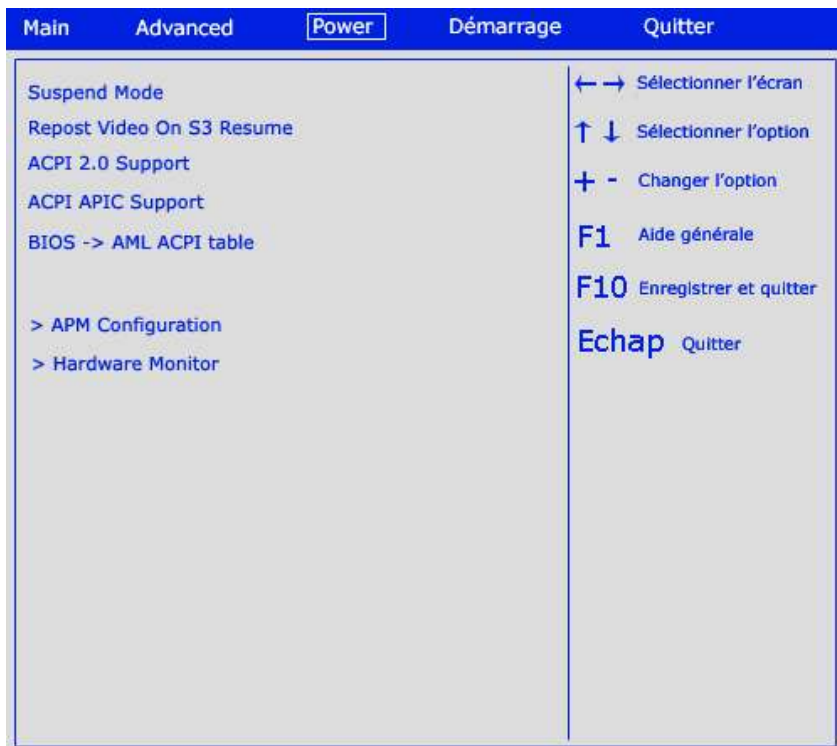 Main Advanced Power Démarrage Quitter
Suspend Mode
Repost Video On S3 Resume
ACPI 2.0 Support
ACPI APIC Support
BIOS -> AML ACPI table
> APM Configuration
> Hardware Monitor
←→ Sélectionner l'écran
↑↓ Sélectionner l'option
+ - Changer l'option
F1 Aide générale
F10 Enregistrer et quitter
Echap Quitter